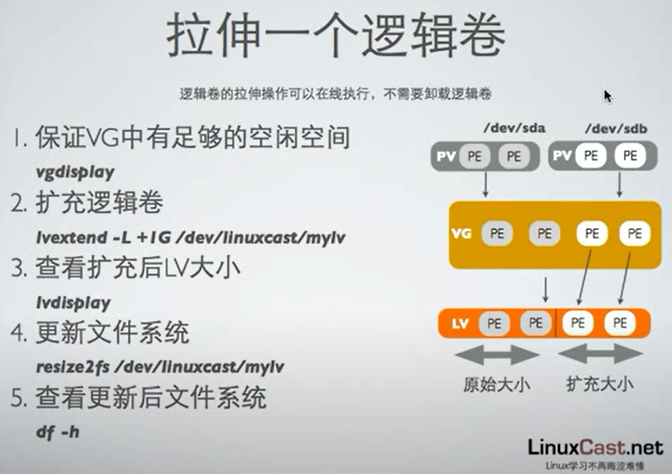 拉伸一个逻辑卷
逻辑卷的拉伸操作可以在线执行，不需要卸载逻辑卷
1. 保证VG中有足够的空闲空间
vgdisplay
2. 扩充逻辑卷
lvextend -L +1G /dev/linuxcast/mylv
3. 查看扩充后LV大小
lvdisplay
4. 更新文件系统
resize2fs /dev/linuxcast/mylv
5. 查看更新后文件系统
df -h
/dev/sda /dev/sdb
PV PE PE PV PE PE
VG PE PE PE PE
LV PE PE PE PE
原始大小 扩充大小
LinuxCast.net
Linux学习不再晦涩难懂